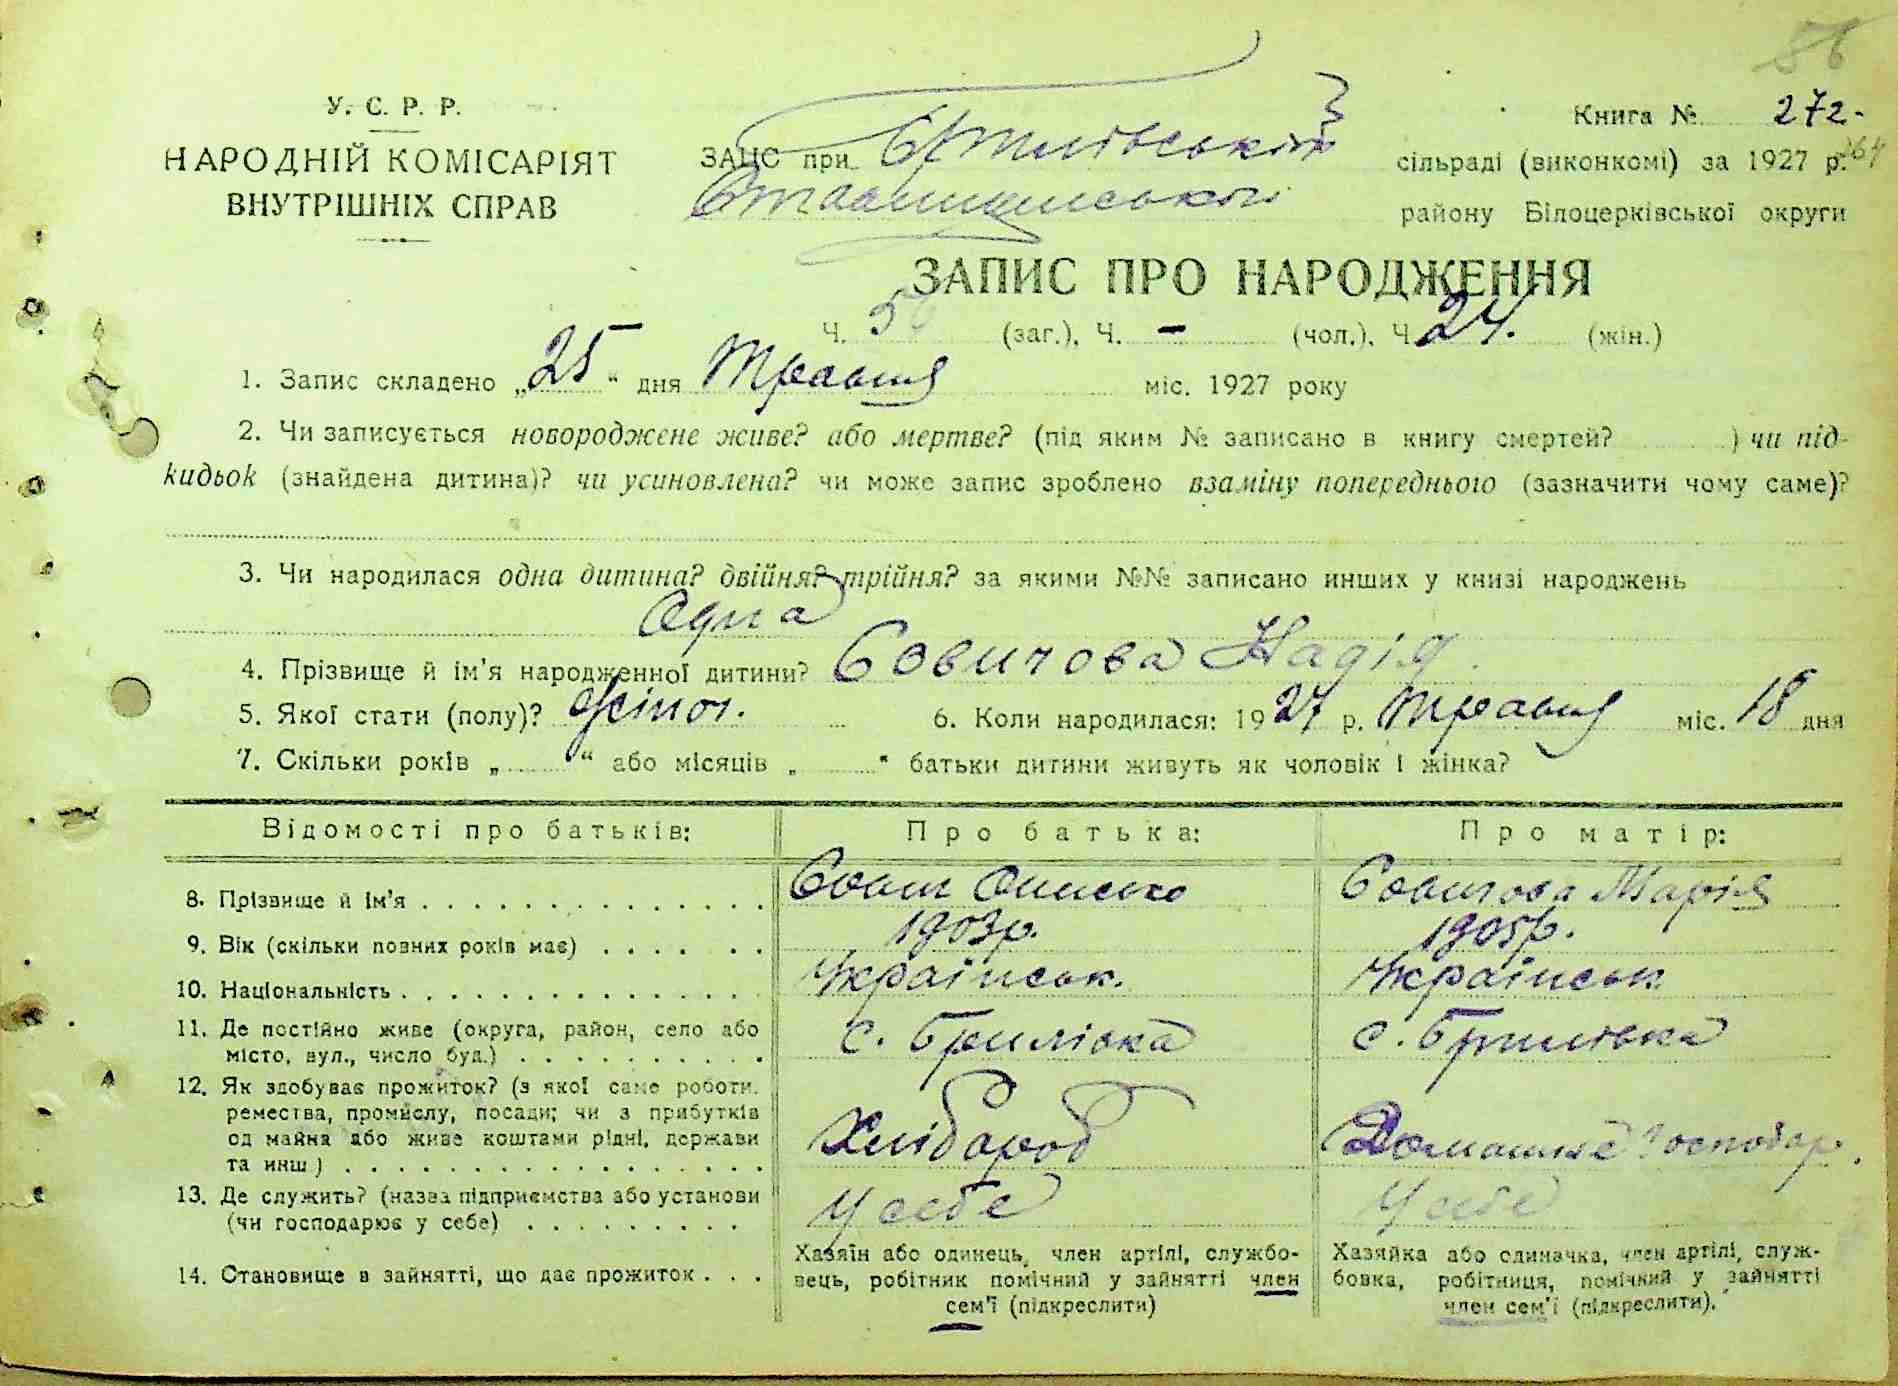 56
У. С. Р. Р.
НАРОДНІЙ КОМІСАРІЯТ
ВНУТРІШНІХ СПРАВ
Книга № 272.
ЗАЦС при сільраді (виконкомі) за 1927 р. 264
району Білоцерківської округи
ЗАПИС ПРО НАРОДЖЕННЯ
Ч. 56 (заг.), Ч. – (чол.), Ч. 24. (жін.)
1. Запис складено „25“ дня Травня міс. 1927 року
2. Чи записується новороджене живе? або мертве? (під яким № записано в книгу смертей? ) чи під-
кидьок (знайдена дитина)? чи усиновлена? чи може запис зроблено взаміну попереднього (зазначити чому саме)?
3. Чи народилася одна дитина? двійня? трійня? за якими №№ записано инших у книзі народжень
Одна
4. Прізвище й ім'я народженної дитини? Євичова Надія.
5. Якої стати (полу)? жіноч. 6. Коли народилася: 1927 р. Травня міс. 18 дня
7. Скільки років „ “ або місяців „ “ батьки дитини живуть як чоловік і жінка?
Відомості про батьків: Про батька: Про матір:
8. Прізвище й ім'я . . . . . . . . . . . . . . Марія
9. Вік (скільки повних років має) . . . . . . 1903р. 1905р.
10. Національність . . . . . . . . . . . . . . Українськ. Українськ.
11. Де постійно живе (округа, район, село або
місто, вул., число буд.) . . . . . . . . . . с. Брилівка с. Брилівка
12. Як здобуває прожиток? (з якої саме роботи,
ремества, промислу, посади; чи з прибутків
од майна або живе коштами рідні, держави
та инш) . . . . . . . . . . . . . . . . . Хлібороб Домашнє господар.
13. Де служить? (назва підприємства або установи
(чи господарює у себе) . . . . . . . . . У себе У себе
14. Становище в зайнятті, що дає прожиток . . .
Хазяїн або одинець, член артілі, службо-
вець, робітник помічний у зайнятті член
сем'ї (підкреслити)
Хазяйка або одиначка, член артілі, служ-
бовка, робітниця, помічний у зайнятті
член сем'ї (підкреслити).